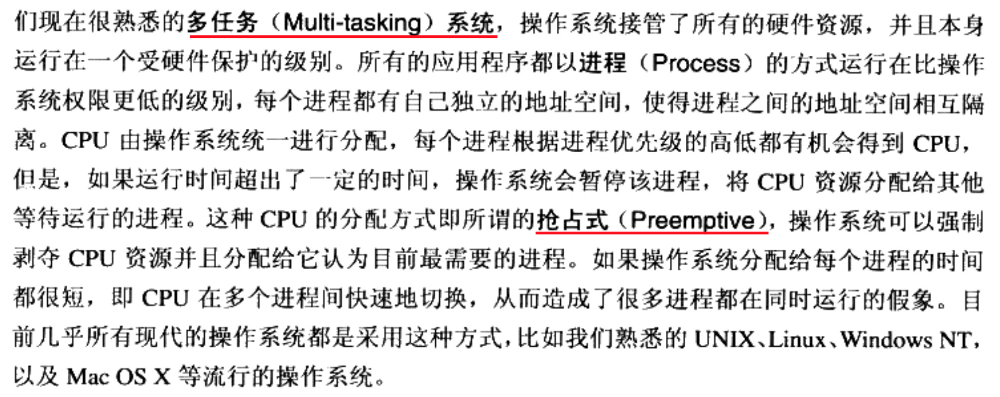 们现在很熟悉的多任务（Multi-tasking）系统，操作系统接管了所有的硬件资源，并且本身
运行在一个受硬件保护的级别。所有的应用程序都以进程（Process）的方式运行在比操作
系统权限更低的级别，每个进程都有自己独立的地址空间，使得进程之间的地址空间相互隔
离。CPU 由操作系统统一进行分配，每个进程根据进程优先级的高低都有机会得到 CPU，
但是，如果运行时间超出了一定的时间，操作系统会暂停该进程，将 CPU 资源分配给其他
等待运行的进程。这种 CPU 的分配方式即所谓的抢占式（Preemptive），操作系统可以强制
剥夺 CPU 资源并且分配给它认为目前最需要的进程。如果操作系统分配给每个进程的时间
都很短，即 CPU 在多个进程间快速地切换，从而造成了很多进程都在同时运行的假象。目
前几乎所有现代的操作系统都是采用这种方式，比如我们熟悉的 UNIX、Linux、Windows NT，
以及 Mac OS X 等流行的操作系统。